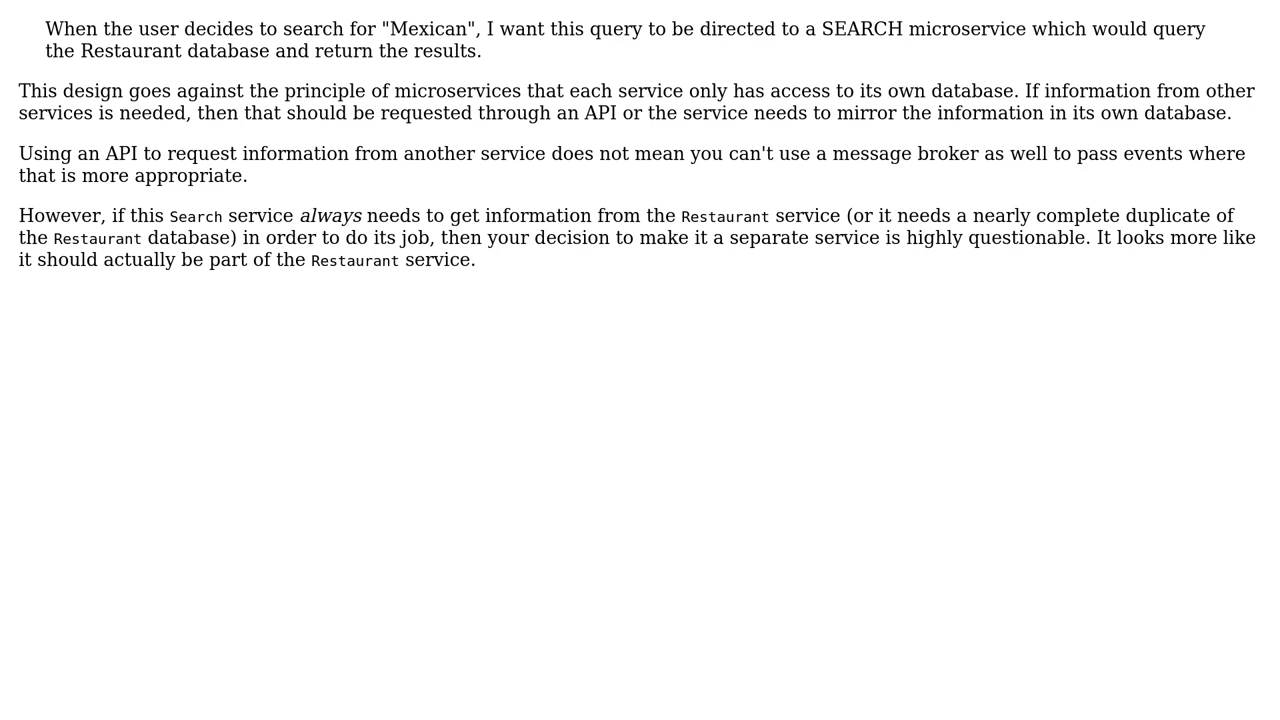 When the user decides to search for "Mexican", I want this query to be directed to a SEARCH microservice which would query
the Restaurant database and return the results.
This design goes against the principle of microservices that each service only has access to its own database. If information from other
services is needed, then that should be requested through an API or the service needs to mirror the information in its own database.
Using an API to request information from another service does not mean you can't use a message broker as well to pass events where
that is more appropriate.
However, if this Search service always needs to get information from the Restaurant service (or it needs a nearly complete duplicate of
the Restaurant database) in order to do its job, then your decision to make it a separate service is highly questionable. It looks more like
it should actually be part of the Restaurant service.